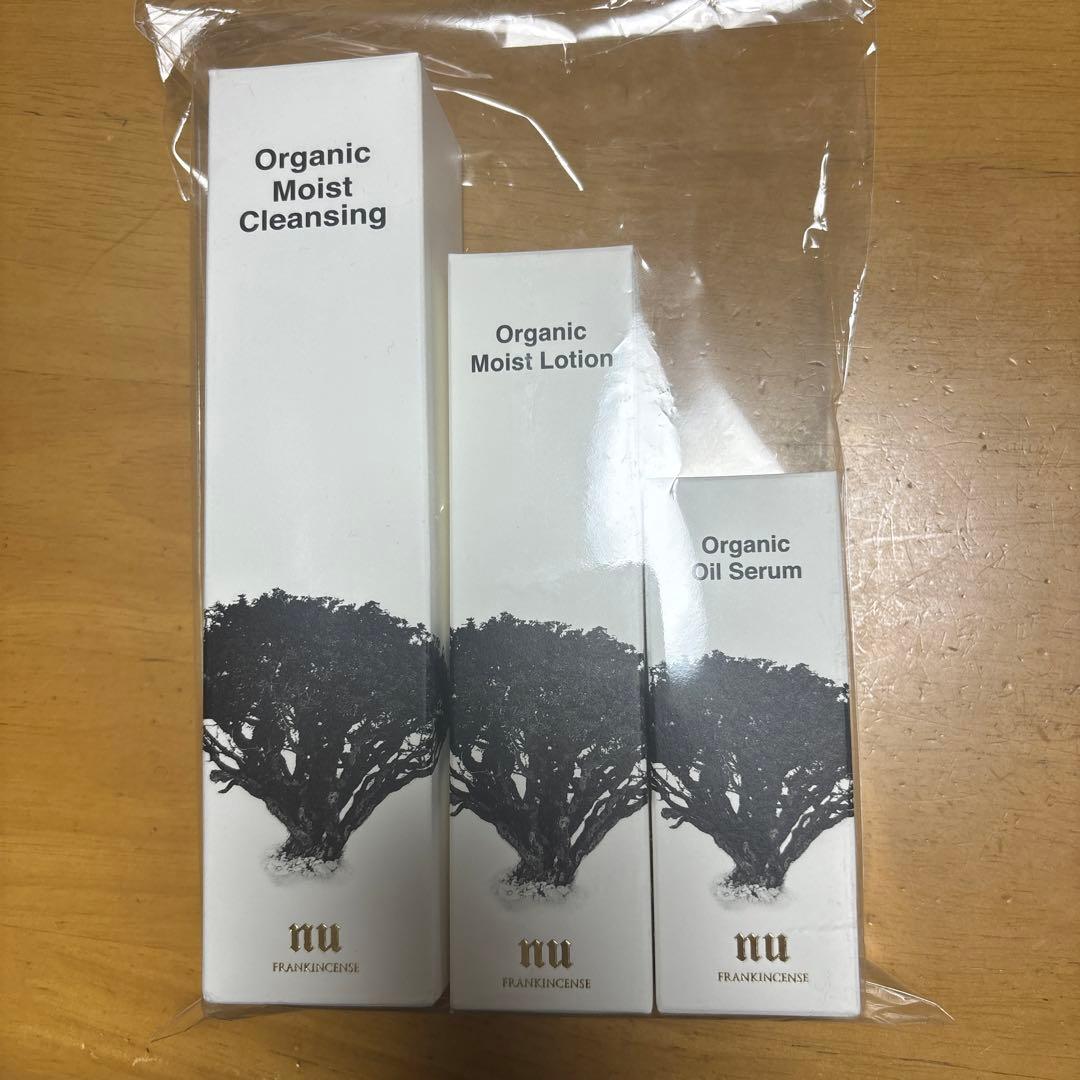 Organic
Moist
Cleansing
nu
FRANKINCENSE
Organic
Moist Lotion
nu
FRANKINCENSE
Organic
Oil Serum
nu
FRANKINCENSE